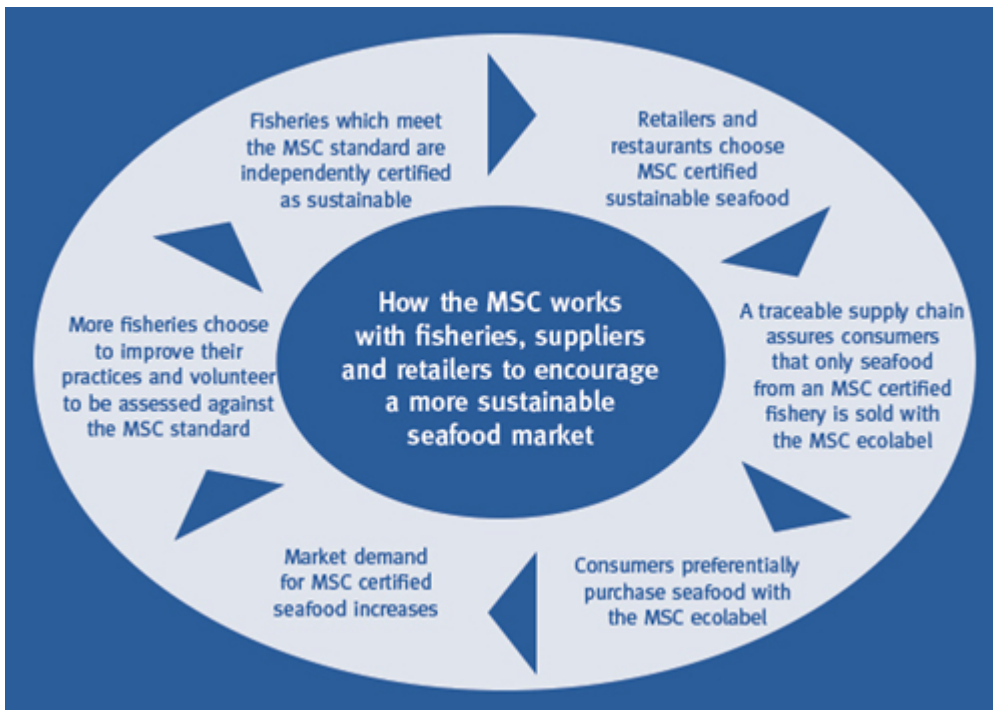 Fisheries which meet
the MSC standard are
independently certified
as sustainable
Retailers and
restaurants choose
MSC certified
sustainable seafood
A traceable supply chain
assures consumers
that only seafood
from an MSC certified
fishery is sold with
the MSC ecolabel
Consumers preferentially
purchase seafood with
the MSC ecolabel
Market demand
for MSC certified
seafood increases
More fisheries choose
to improve their
practices and volunteer
to be assessed against
the MSC standard
How the MSC works
with fisheries, suppliers
and retailers to encourage
a more sustainable
seafood market